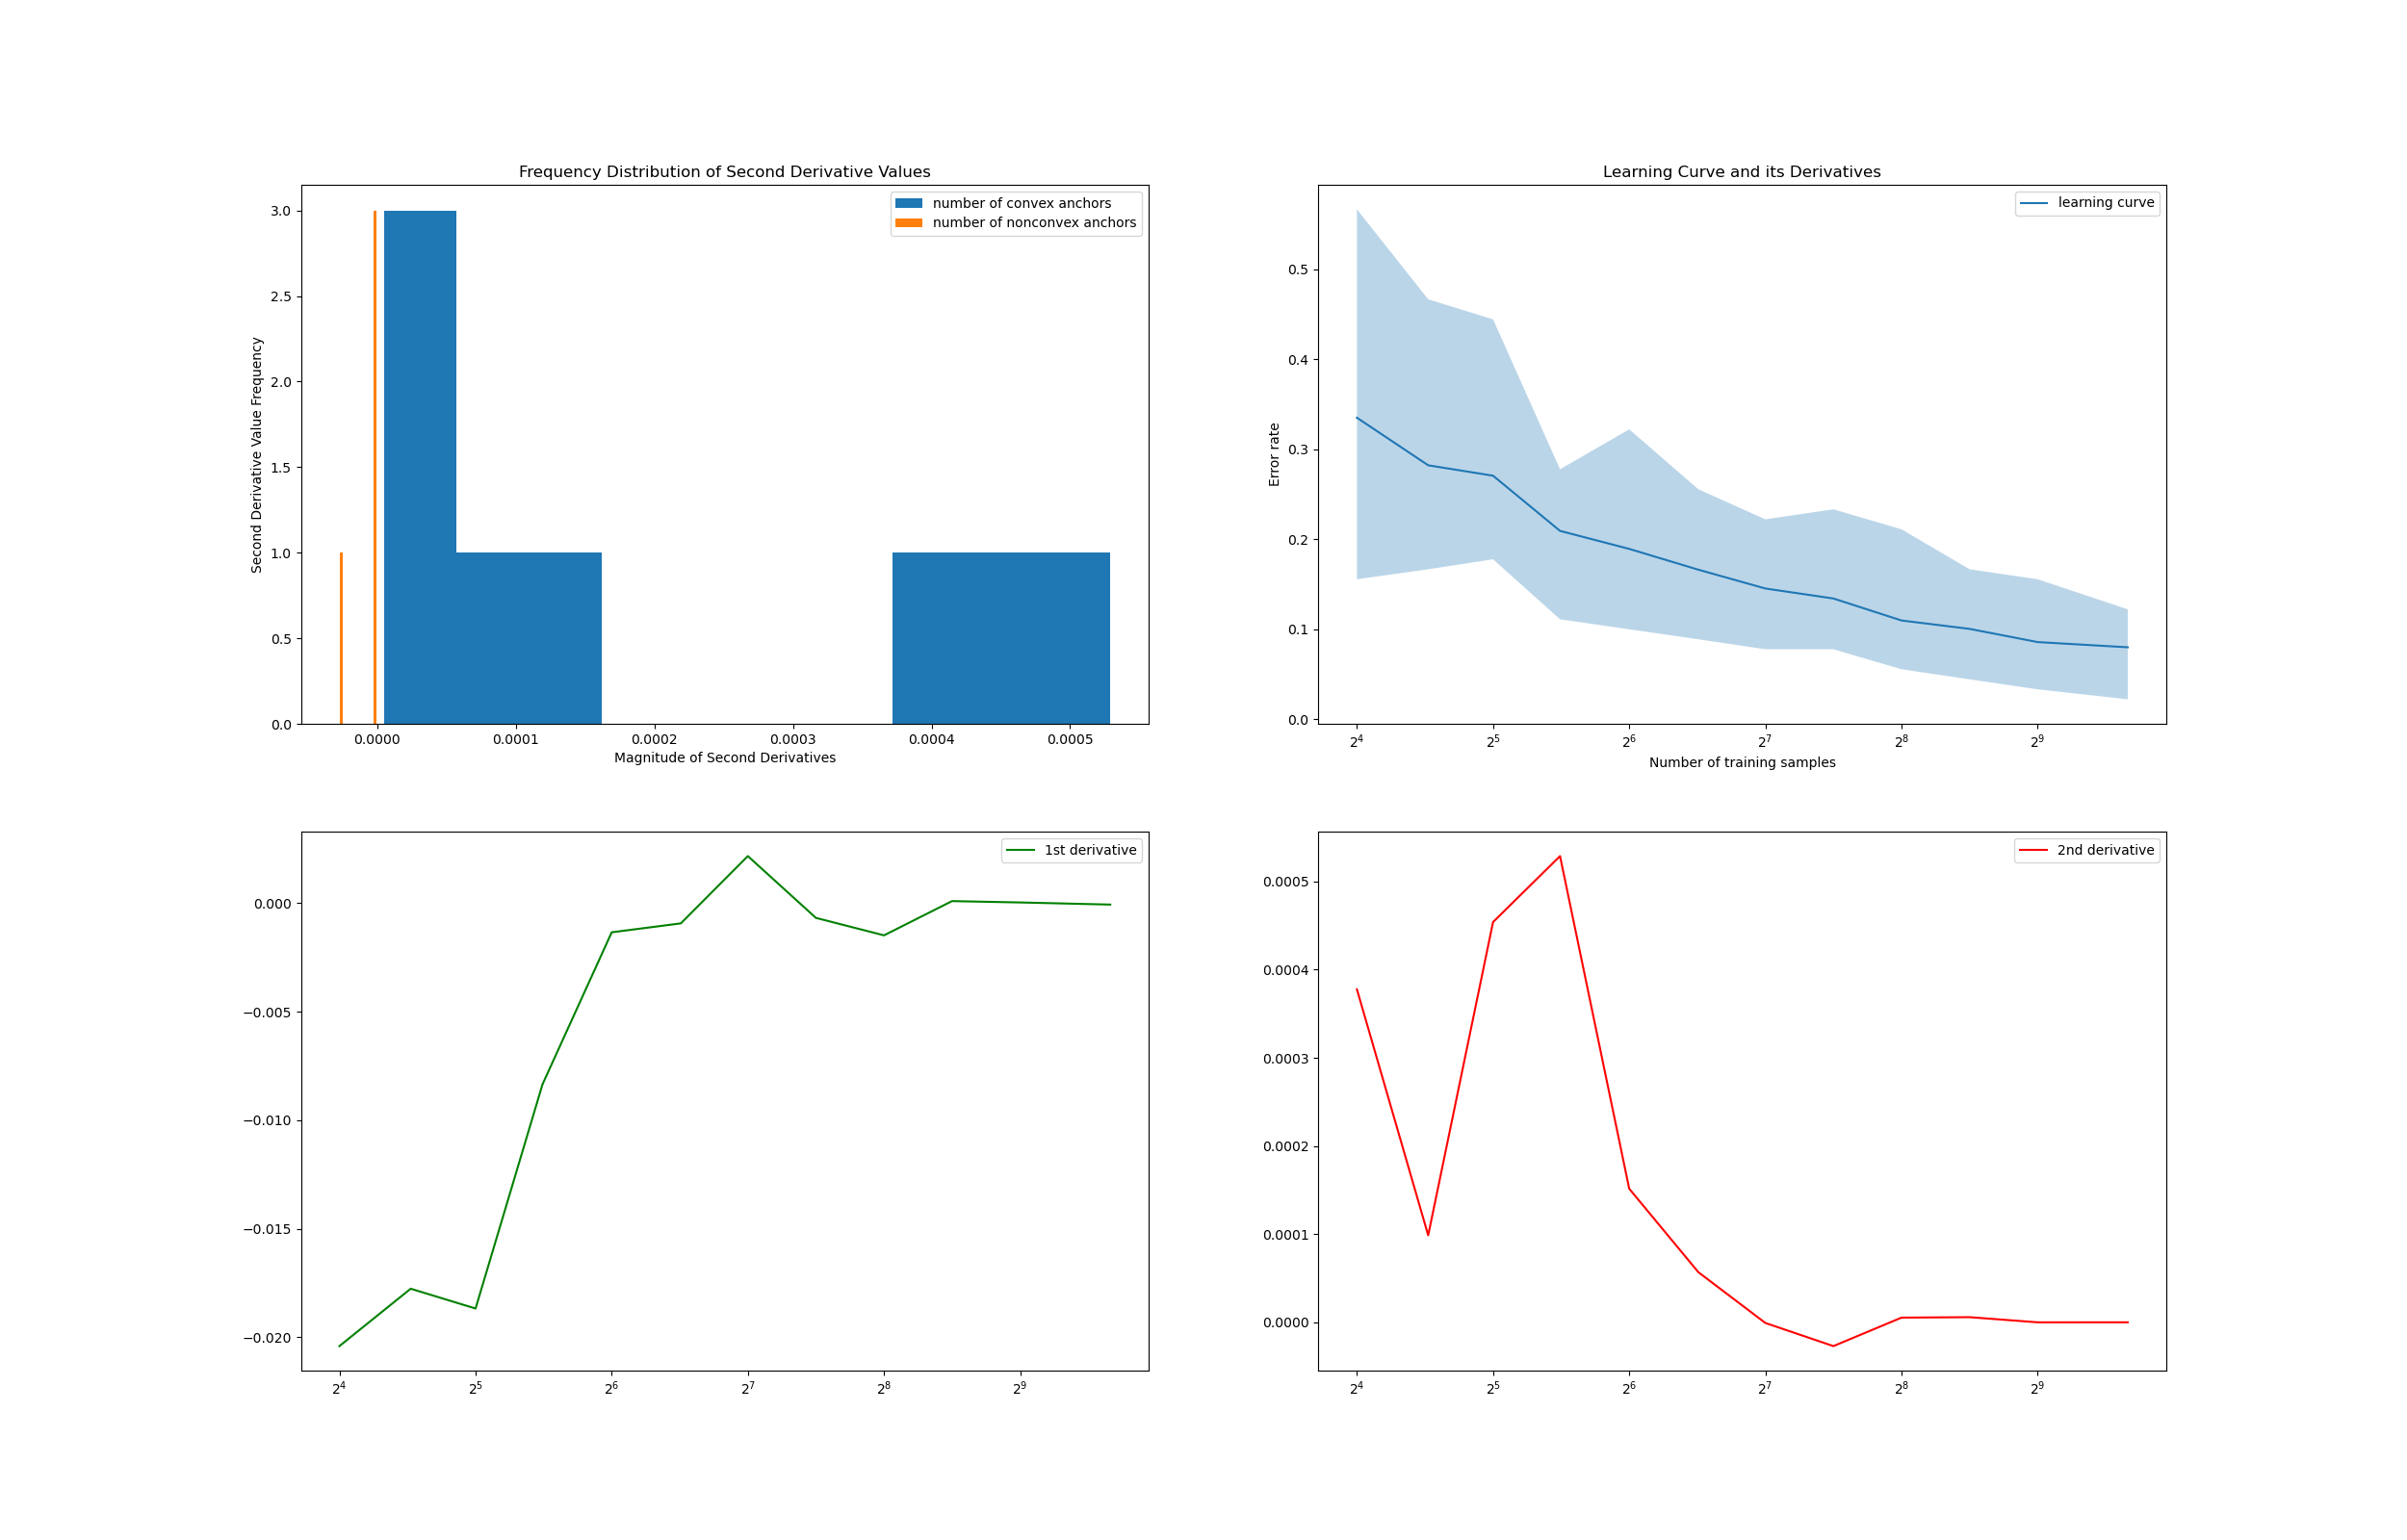 Frequency Distribution of Second Derivative Values
number of convex anchors
number of nonconvex anchors
Second Derivative Value Frequency
3.0
2.5
2.0
1.5
1.0
0.5
0.0
0.0000 0.0001 0.0002 0.0003 0.0004 0.0005
Magnitude of Second Derivatives
Learning Curve and its Derivatives
learning curve
Error rate
0.5
0.4
0.3
0.2
0.1
0.0
2⁴ 2⁵ 2⁶ 2⁷ 2⁸ 2⁹
Number of training samples
1st derivative
0.000
−0.005
−0.010
−0.015
−0.020
2⁴ 2⁵ 2⁶ 2⁷ 2⁸ 2⁹
2nd derivative
0.0005
0.0004
0.0003
0.0002
0.0001
0.0000
2⁴ 2⁵ 2⁶ 2⁷ 2⁸ 2⁹